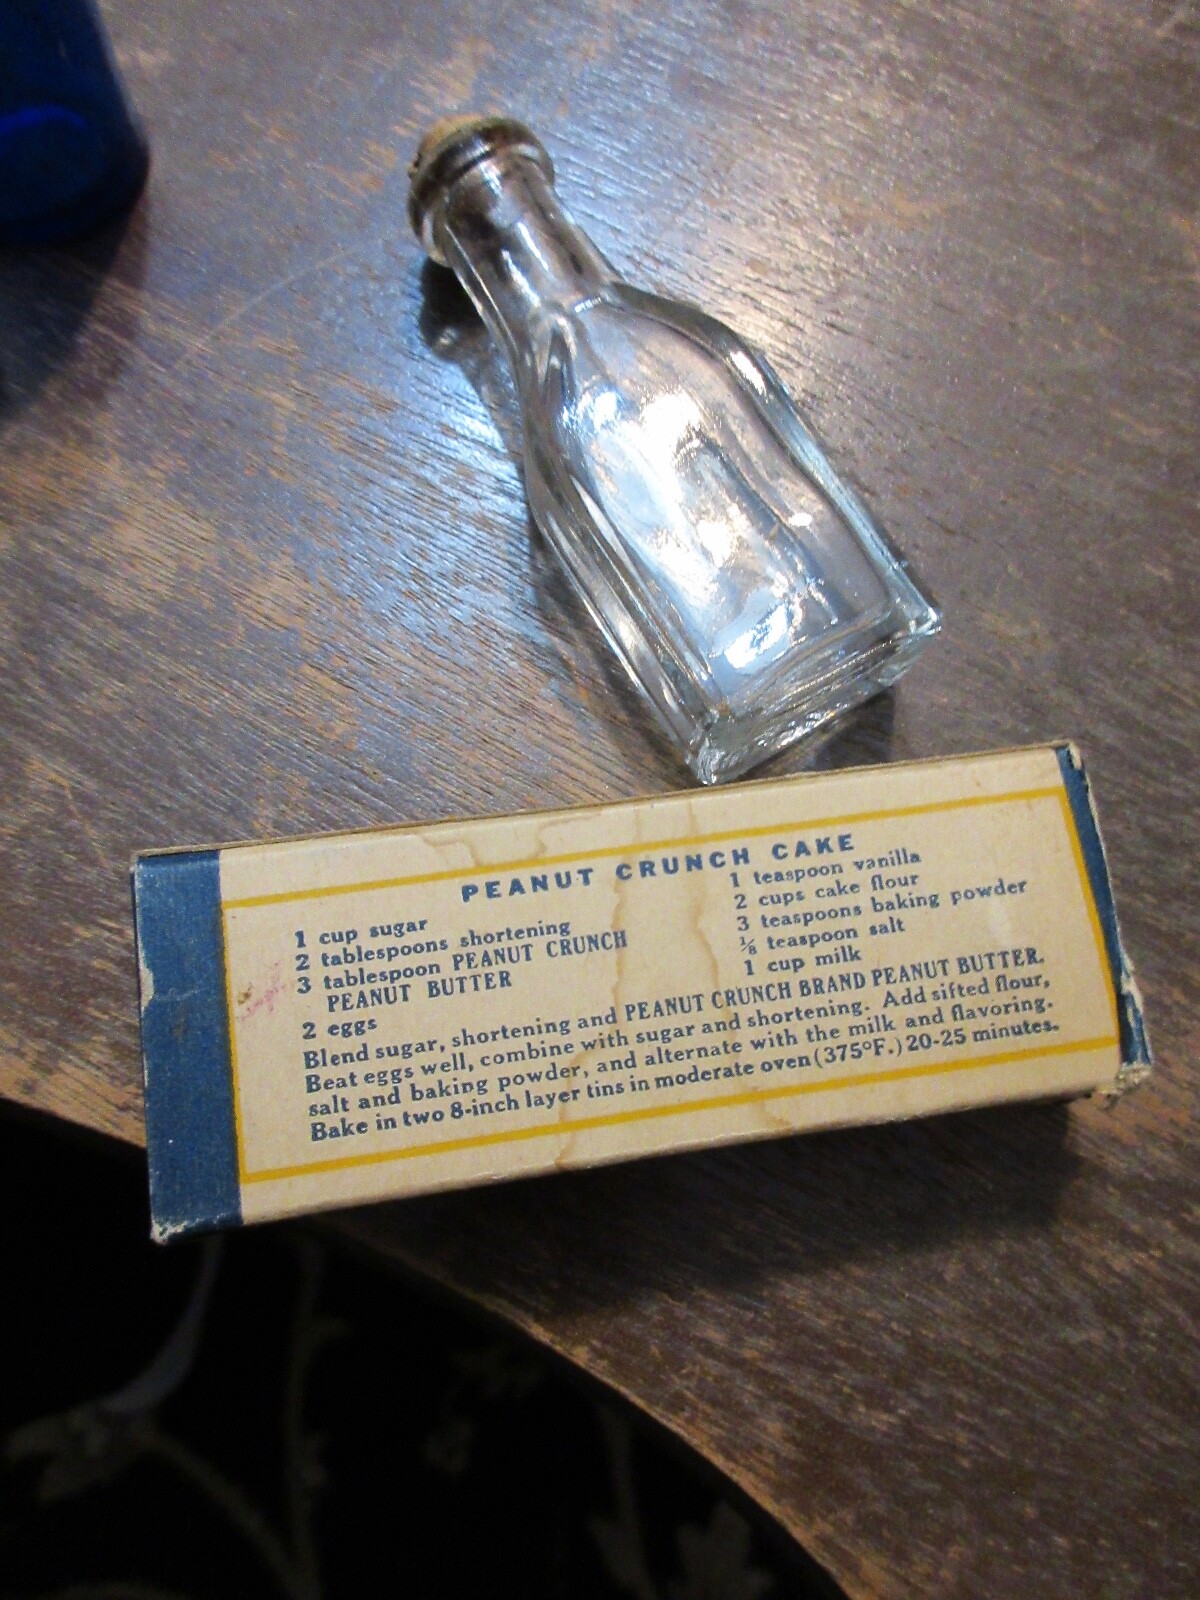 PEANUT CRUNCH CAKE
1 cup sugar
2 tablespoons shortening
3 tablespoon PEANUT CRUNCH
PEANUT BUTTER
2 eggs
1 teaspoon vanilla
2 cups cake flour
3 teaspoons baking powder
⅛ teaspoon salt
1 cup milk
Blend sugar, shortening and PEANUT CRUNCH BRAND PEANUT BUTTER.
Beat eggs well, combine with sugar and shortening. Add sifted flour,
salt and baking powder, and alternate with the milk and flavoring.
Bake in two 8-inch layer tins in moderate oven (375°F.) 20-25 minutes.